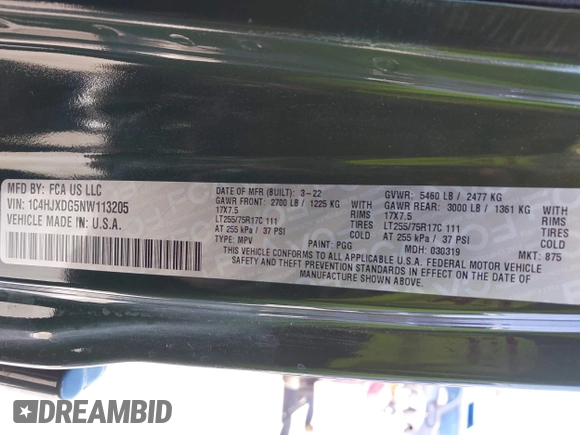 MFD BY: FCA US LLC
VIN: 1C4HJXDG5NW113205
VEHICLE MADE IN: U.S.A.
DATE OF MFR (BUILT): 3-22 GVWR: 5460 LB / 2477 KG
GAWR FRONT: 2700 LB / 1225 KG WITH GAWR REAR: 3000 LB / 1361 KG WITH
17X7.5 RIMS 17X7.5 RIMS
LT255/75R17C 111 TIRES LT255/75R17C 111 TIRES
AT 255 kPa / 37 PSI COLD AT 255 kPa / 37 PSI COLD
TYPE: MPV PAINT: PGG MDH: 030319 MKT: 875
THIS VEHICLE CONFORMS TO ALL APPLICABLE U.S.A. FEDERAL MOTOR VEHICLE
SAFETY AND THEFT PREVENTION STANDARDS IN EFFECT ON THE DATE OF
MANUFACTURE SHOWN ABOVE.
DREAMBID